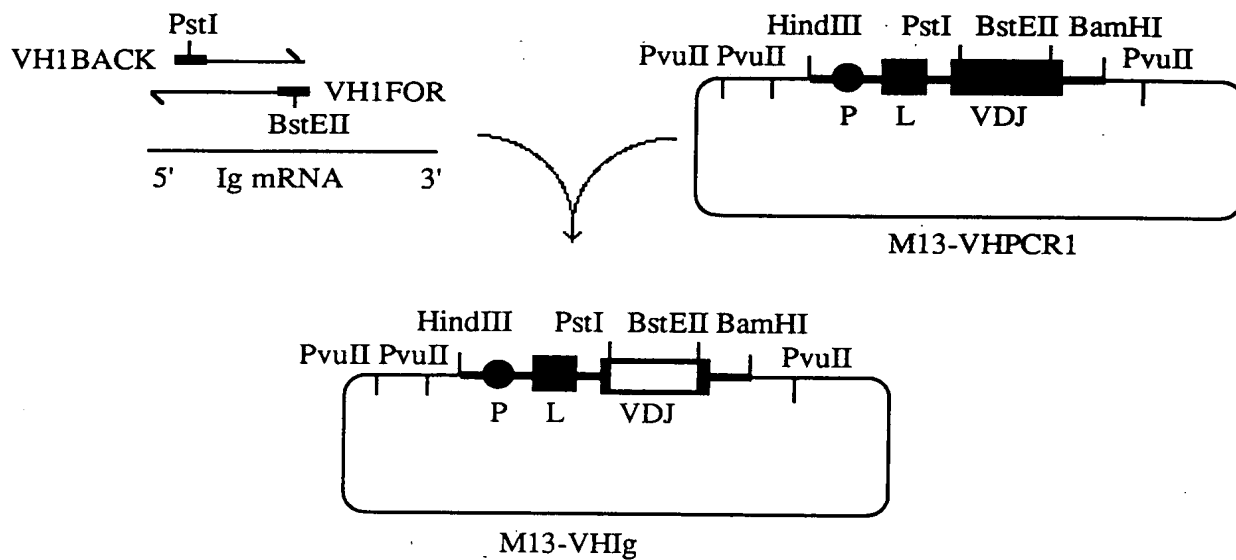 PstI
VH1BACK
VH1FOR
BstEII
5' Ig mRNA 3'
HindIII PstI BstEII BamHI
PvuII PvuII PvuII
P L VDJ
M13-VHPCR1
HindIII PstI BstEII BamHI
PvuII PvuII PvuII
P L VDJ
M13-VHIg